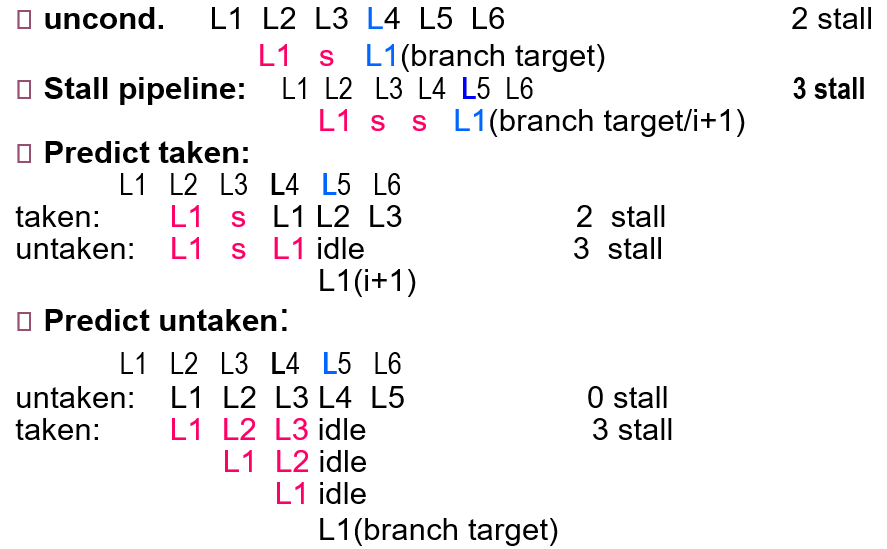 uncond. L1 L2 L3 L4 L5 L6 2 stall
L1 s L1(branch target)
Stall pipeline: L1 L2 L3 L4 L5 L6 3 stall
L1 s s L1(branch target/i+1)
Predict taken:
L1 L2 L3 L4 L5 L6
taken: L1 s L1 L2 L3 2 stall
untaken: L1 s L1 idle 3 stall
L1(i+1)
Predict untaken:
L1 L2 L3 L4 L5 L6
untaken: L1 L2 L3 L4 L5 0 stall
taken: L1 L2 L3 idle 3 stall
L1 L2 idle
L1 idle
L1(branch target)